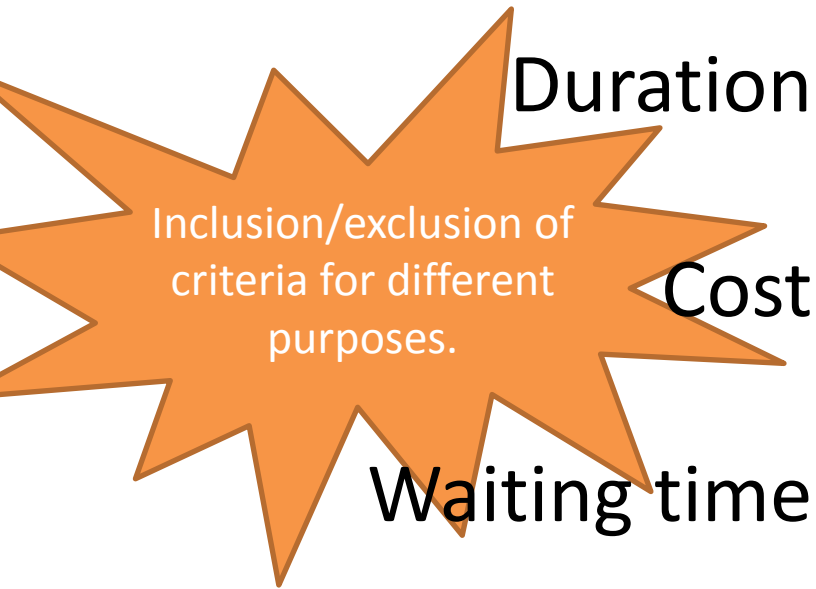 Duration
Inclusion/exclusion of
criteria for different
purposes.
Cost
Waiting time